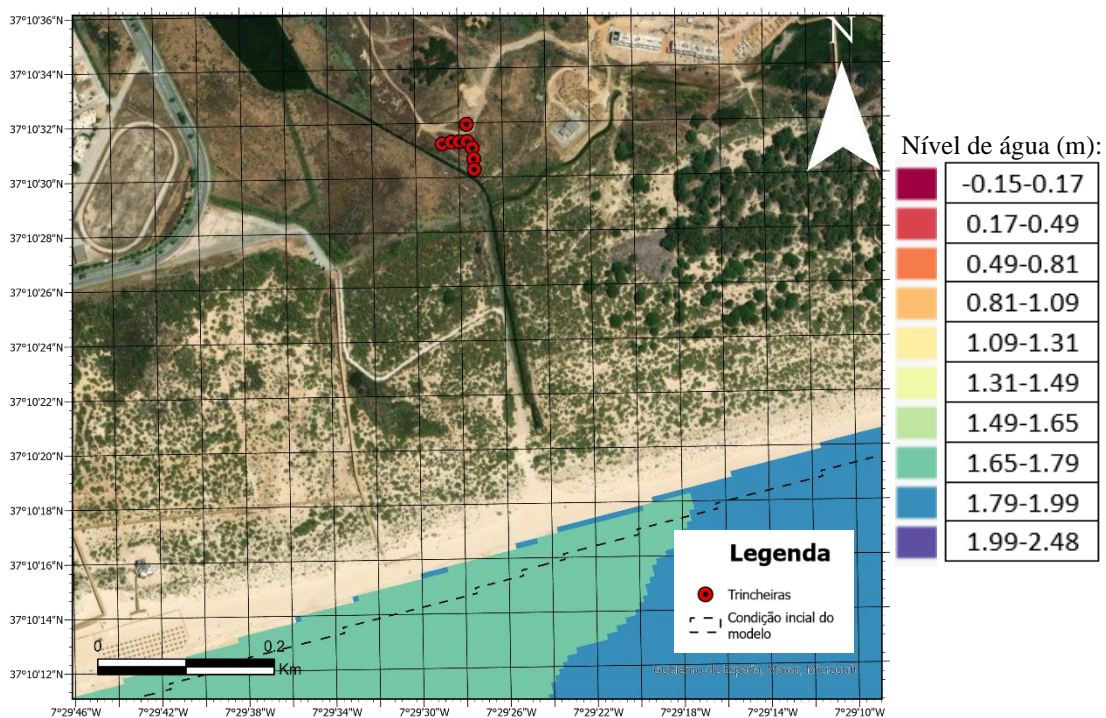 37°10'36"N
37°10'34"N
37°10'32"N
37°10'30"N
37°10'28"N
37°10'26"N
37°10'24"N
37°10'22"N
37°10'20"N
37°10'18"N
37°10'16"N
37°10'14"N
37°10'12"N
N
0
0.2
Km
Legenda
Trincheiras
Condição incial do
modelo
Gobierno de España, Maxar, Microsoft
7°29'46"W
7°29'42"W
7°29'38"W
7°29'34"W
7°29'30"W
7°29'26"W
7°29'22"W
7°29'18"W
7°29'14"W
7°29'10"W
Nível de água (m):
-0.15-0.17
0.17-0.49
0.49-0.81
0.81-1.09
1.09-1.31
1.31-1.49
1.49-1.65
1.65-1.79
1.79-1.99
1.99-2.48